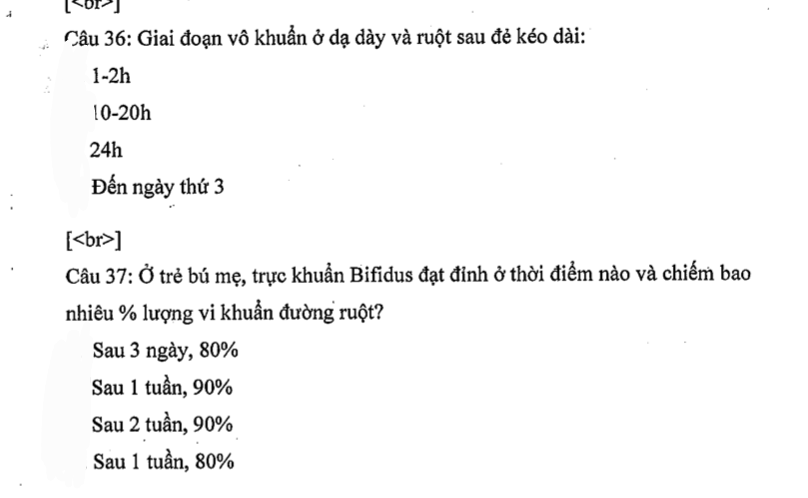 [<br>]
Câu 36: Giai đoạn vô khuẩn ở dạ dày và ruột sau đẻ kéo dài:
1-2h
10-20h
24h
Đến ngày thứ 3
[<br>]
Câu 37: Ở trẻ bú mẹ, trực khuẩn Bifidus đạt đỉnh ở thời điểm nào và chiếm bao
nhiêu % lượng vi khuẩn đường ruột?
Sau 3 ngày, 80%
Sau 1 tuần, 90%
Sau 2 tuần, 90%
Sau 1 tuần, 80%